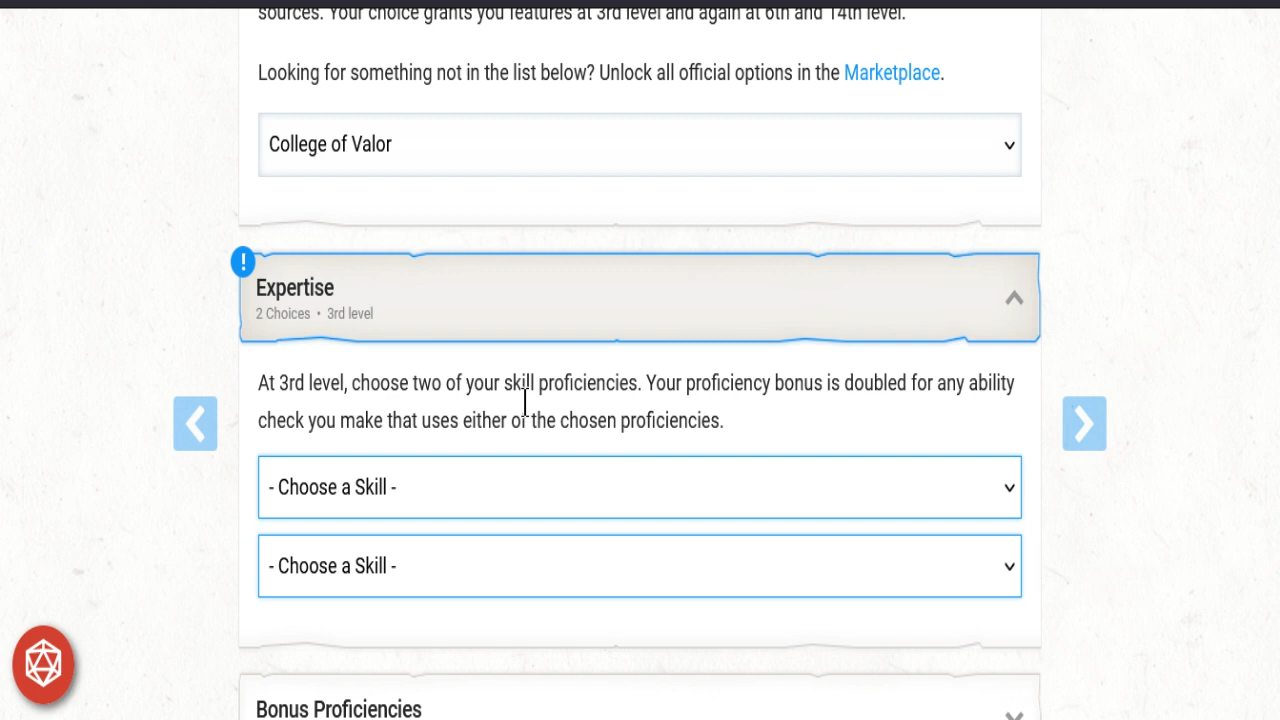 sources. Your choice grants you features at 3rd level and again at 6th and 14th level.
Looking for something not in the list below? Unlock all official options in the Marketplace.
College of Valor
!
Expertise
2 Choices • 3rd level
At 3rd level, choose two of your skill proficiencies. Your proficiency bonus is doubled for any ability
check you make that uses either of the chosen proficiencies.
- Choose a Skill -
- Choose a Skill -
Bonus Proficiencies